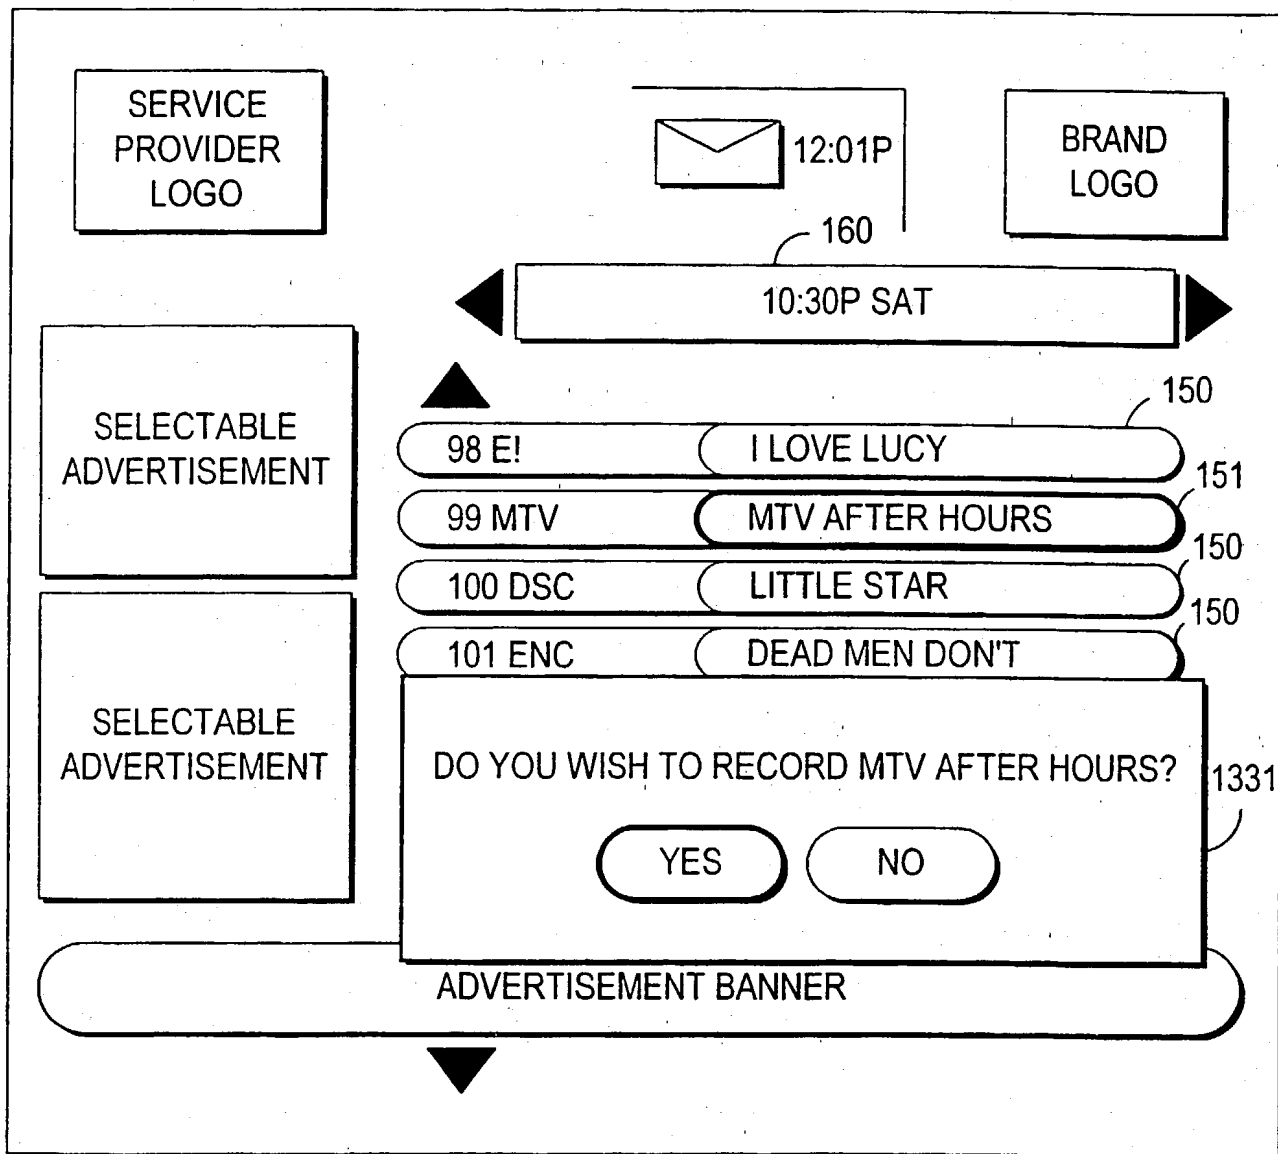 SERVICE
PROVIDER
LOGO
12:01P
BRAND
LOGO
160
10:30P SAT
150
SELECTABLE
ADVERTISEMENT
98 E! I LOVE LUCY
151
99 MTV MTV AFTER HOURS
150
100 DSC LITTLE STAR
150
101 ENC DEAD MEN DON'T
SELECTABLE
ADVERTISEMENT
DO YOU WISH TO RECORD MTV AFTER HOURS?
1331
YES NO
ADVERTISEMENT BANNER